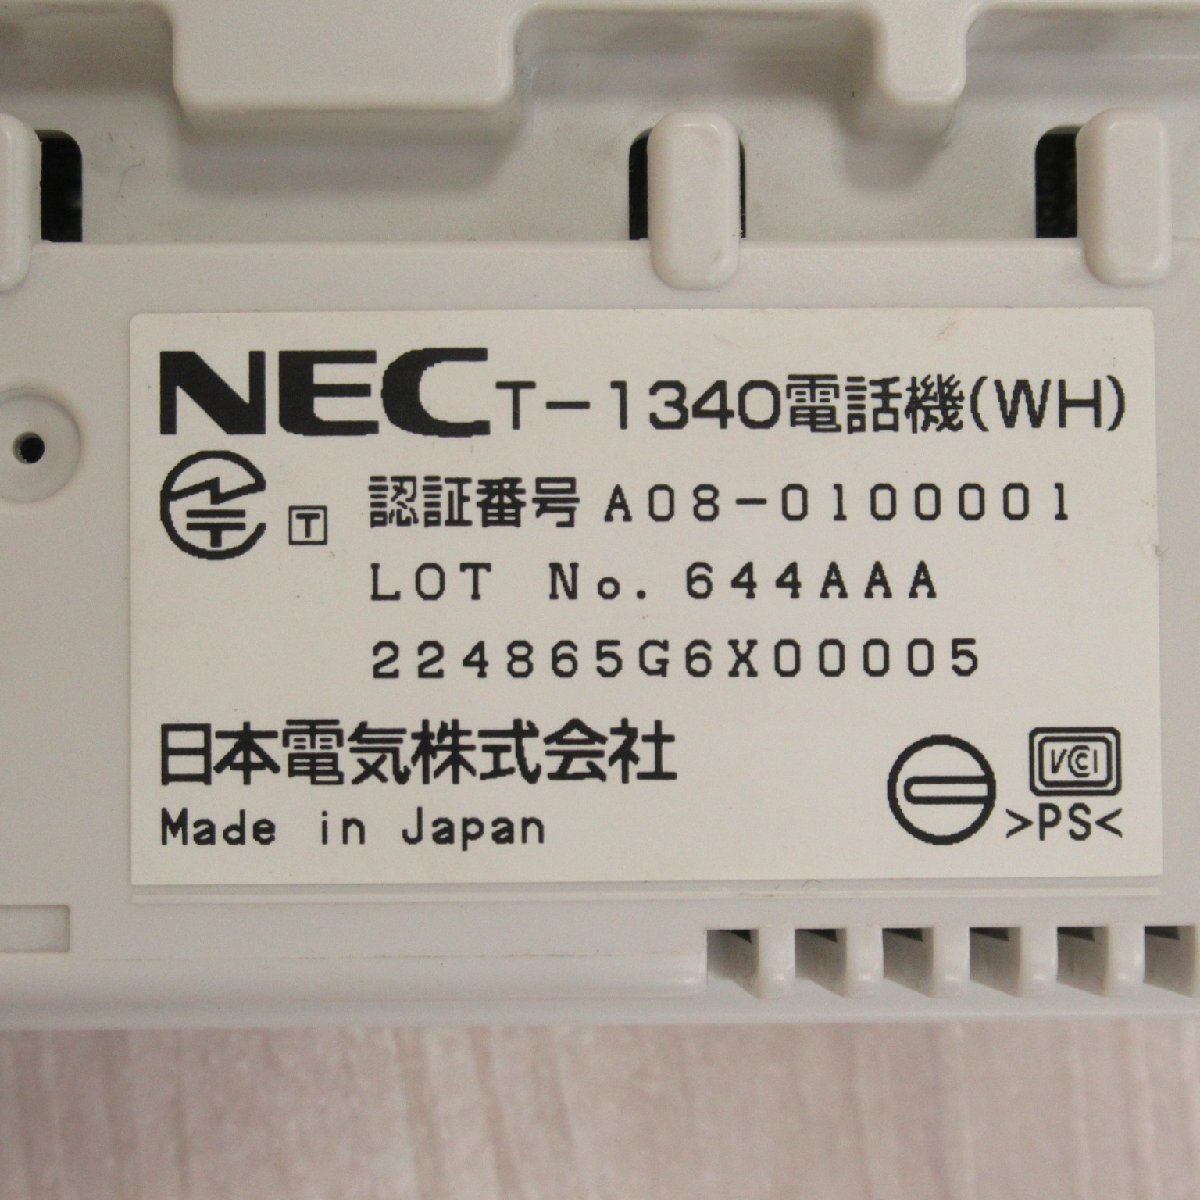 NEC T-1340電話機(WH)
T 認証番号 A08-0100001
LOT No. 644AAA
224865G6X00005
日本電気株式会社
VCCI
Made in Japan >PS<